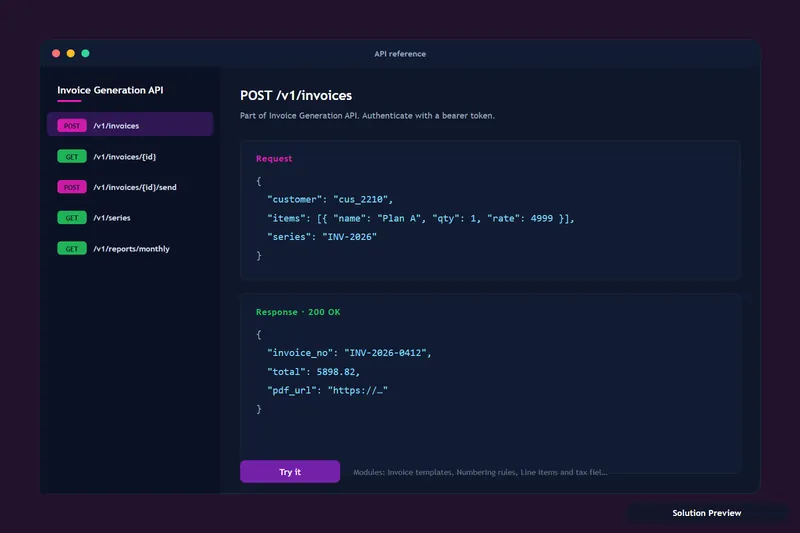 API reference
Invoice Generation API
POST /v1/invoices
GET /v1/invoices/{id}
POST /v1/invoices/{id}/send
GET /v1/series
GET /v1/reports/monthly
POST /v1/invoices
Part of Invoice Generation API. Authenticate with a bearer token.
Request
{
"customer": "cus_2210",
"items": [{ "name": "Plan A", "qty": 1, "rate": 4999 }],
"series": "INV-2026"
}
Response · 200 OK
{
"invoice_no": "INV-2026-0412",
"total": 5898.82,
"pdf_url": "https://…"
}
Try it
Modules: Invoice templates, Numbering rules, Line items and tax fiel…
Solution Preview